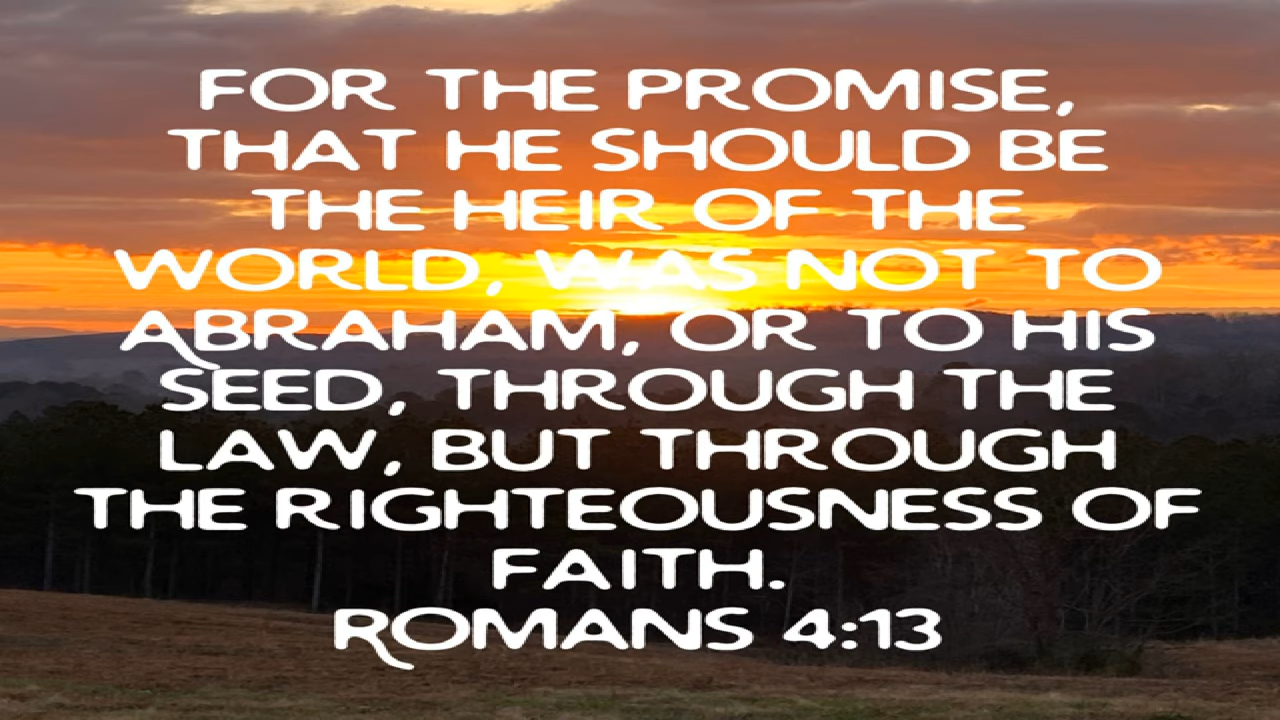 FOR THE PROMISE,
THAT HE SHOULD BE
THE HEIR OF THE
WORLD, WAS NOT TO
ABRAHAM, OR TO HIS
SEED, THROUGH THE
LAW, BUT THROUGH
THE RIGHTEOUSNESS OF
FAITH.
ROMANS 4:13